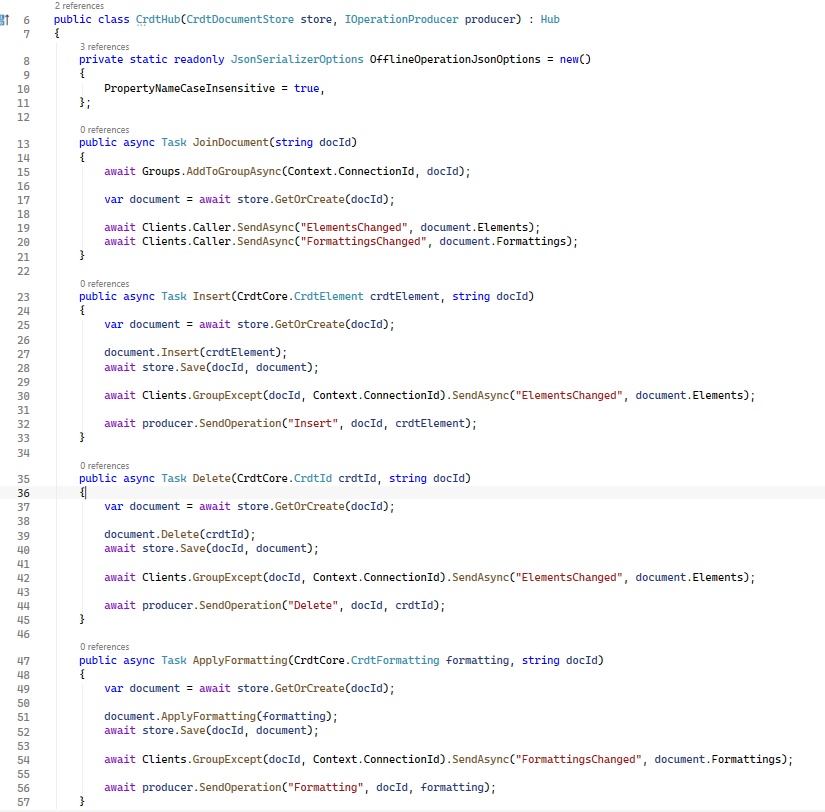 2 references
6 public class CrdtHub(CrdtDocumentStore store, IOperationProducer producer) : Hub
7 {
3 references
8 private static readonly JsonSerializerOptions OfflineOperationJsonOptions = new()
9 {
10 PropertyNameCaseInsensitive = true,
11 };
12
0 references
13 public async Task JoinDocument(string docId)
14 {
15 await Groups.AddToGroupAsync(Context.ConnectionId, docId);
16
17 var document = await store.GetOrCreate(docId);
18
19 await Clients.Caller.SendAsync("ElementsChanged", document.Elements);
20 await Clients.Caller.SendAsync("FormattingsChanged", document.Formattings);
21 }
22
0 references
23 public async Task Insert(CrdtCore.CrdtElement crdtElement, string docId)
24 {
25 var document = await store.GetOrCreate(docId);
26
27 document.Insert(crdtElement);
28 await store.Save(docId, document);
29
30 await Clients.GroupExcept(docId, Context.ConnectionId).SendAsync("ElementsChanged", document.Elements);
31
32 await producer.SendOperation("Insert", docId, crdtElement);
33 }
34
0 references
35 public async Task Delete(CrdtCore.CrdtId crdtId, string docId)
36 {
37 var document = await store.GetOrCreate(docId);
38
39 document.Delete(crdtId);
40 await store.Save(docId, document);
41
42 await Clients.GroupExcept(docId, Context.ConnectionId).SendAsync("ElementsChanged", document.Elements);
43
44 await producer.SendOperation("Delete", docId, crdtId);
45 }
46
0 references
47 public async Task ApplyFormatting(CrdtCore.CrdtFormatting formatting, string docId)
48 {
49 var document = await store.GetOrCreate(docId);
50
51 document.ApplyFormatting(formatting);
52 await store.Save(docId, document);
53
54 await Clients.GroupExcept(docId, Context.ConnectionId).SendAsync("FormattingsChanged", document.Formattings);
55
56 await producer.SendOperation("Formatting", docId, formatting);
57 }